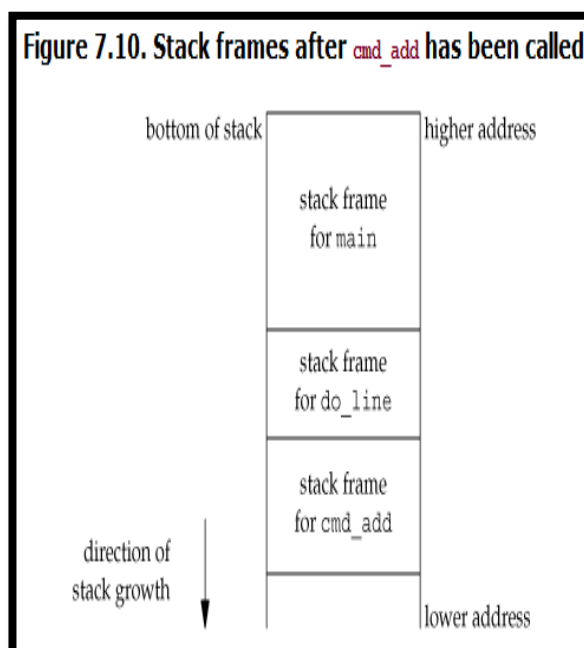 Figure 7.10. Stack frames after cmd_add has been called
bottom of stack
higher address
stack frame
for main
stack frame
for do_line
stack frame
for cmd_add
direction of
stack growth
lower address